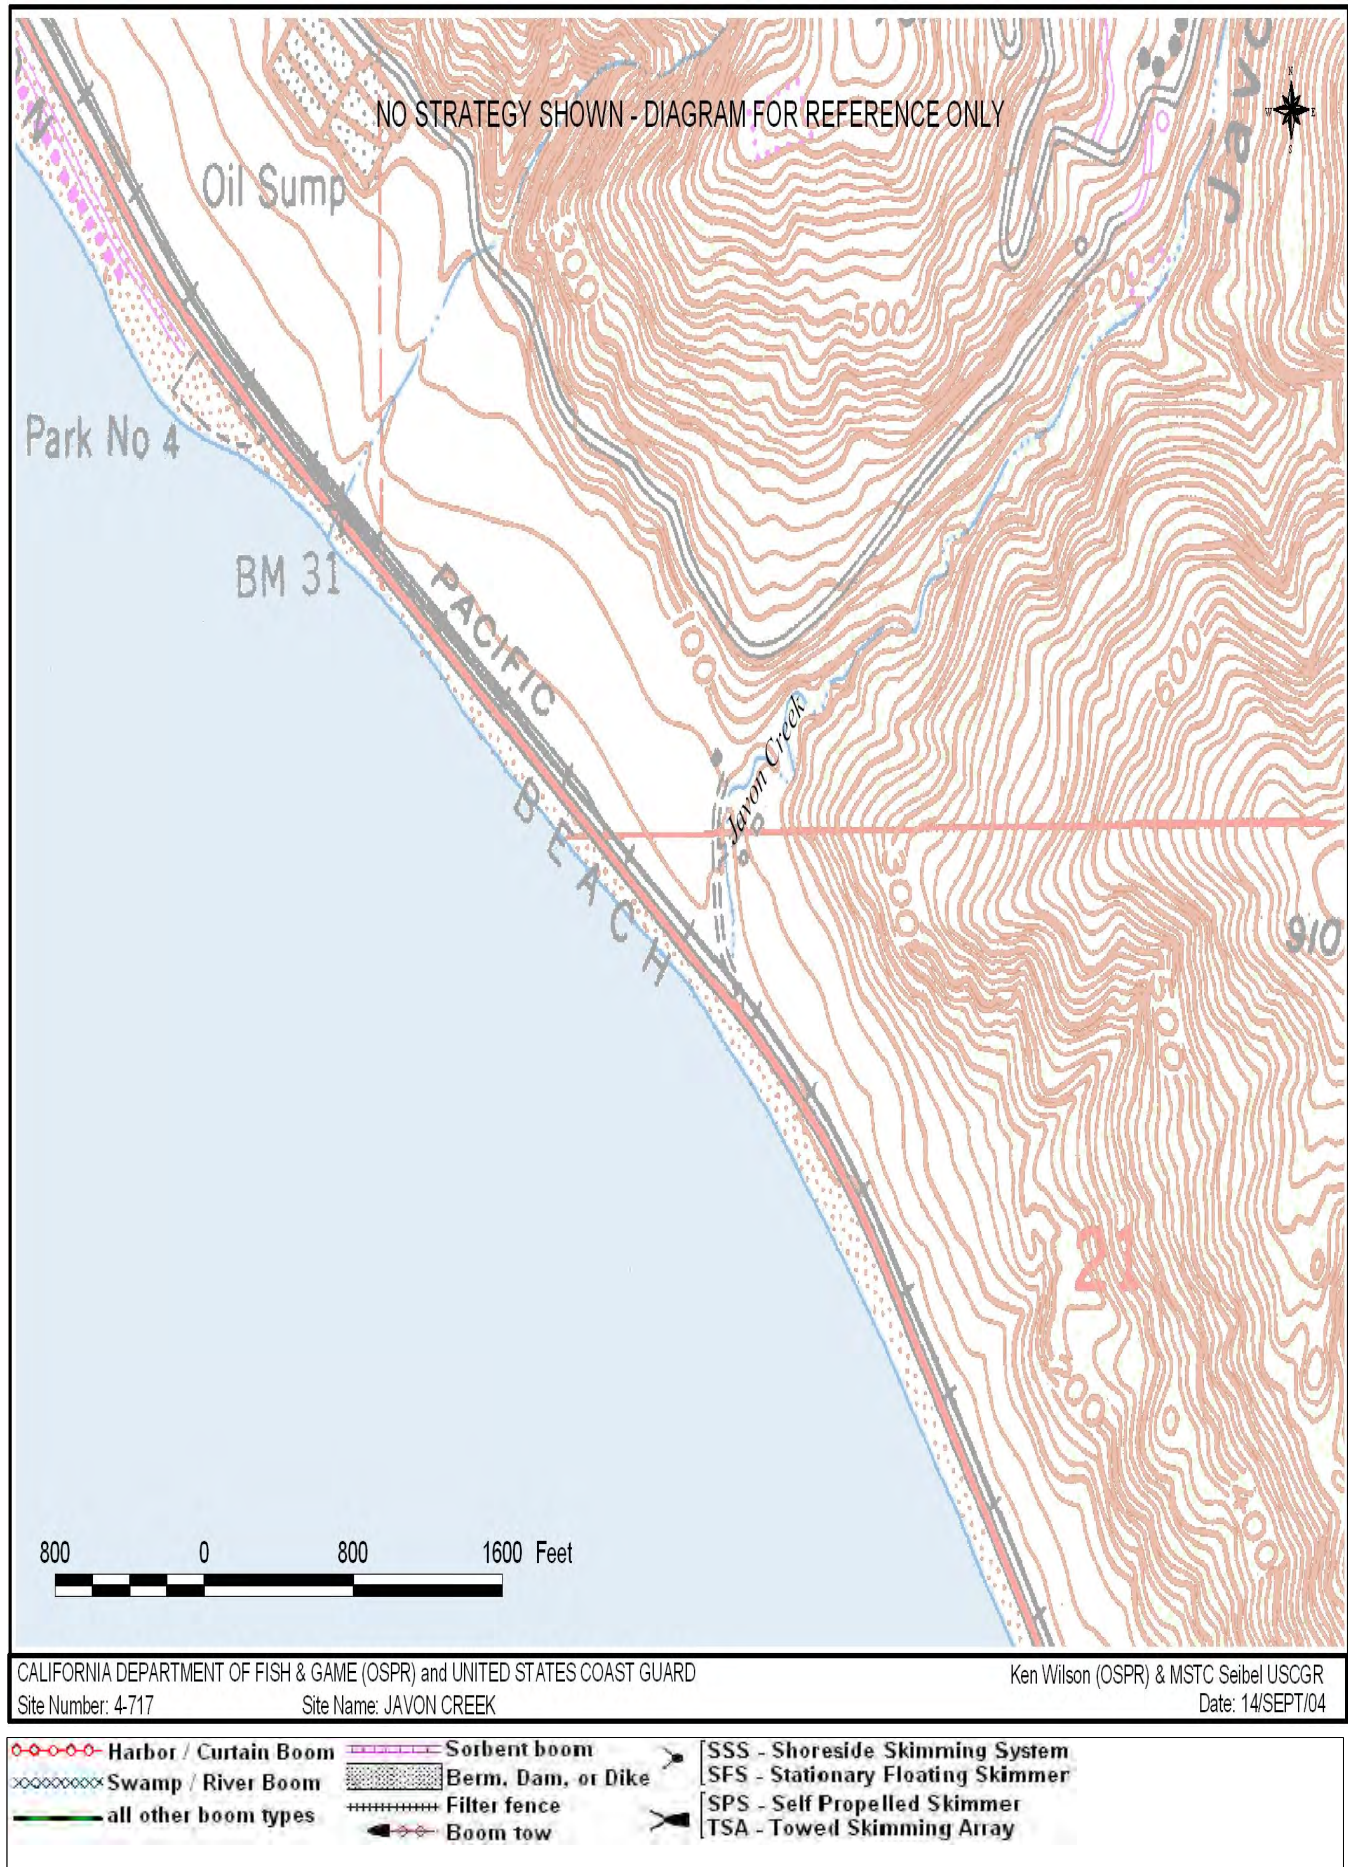 NO STRATEGY SHOWN - DIAGRAM FOR REFERENCE ONLY
N
W E
S
Javo
N
Oil Sump
300
200
500
Park No 4
BM 31
PACIFIC
100
600
Javon Creek
BEACH
300
910
21
200
400
800 0 800 1600 Feet
CALIFORNIA DEPARTMENT OF FISH & GAME (OSPR) and UNITED STATES COAST GUARD
Ken Wilson (OSPR) & MSTC Seibel USCGR
Site Number: 4-717 Site Name: JAVON CREEK
Date: 14/SEPT/04
Harbor / Curtain Boom
Swamp / River Boom
all other boom types
Sorbent boom
Berm, Dam, or Dike
Filter fence
Boom tow
SSS - Shoreside Skimming System
SFS - Stationary Floating Skimmer
SPS - Self Propelled Skimmer
TSA - Towed Skimming Array